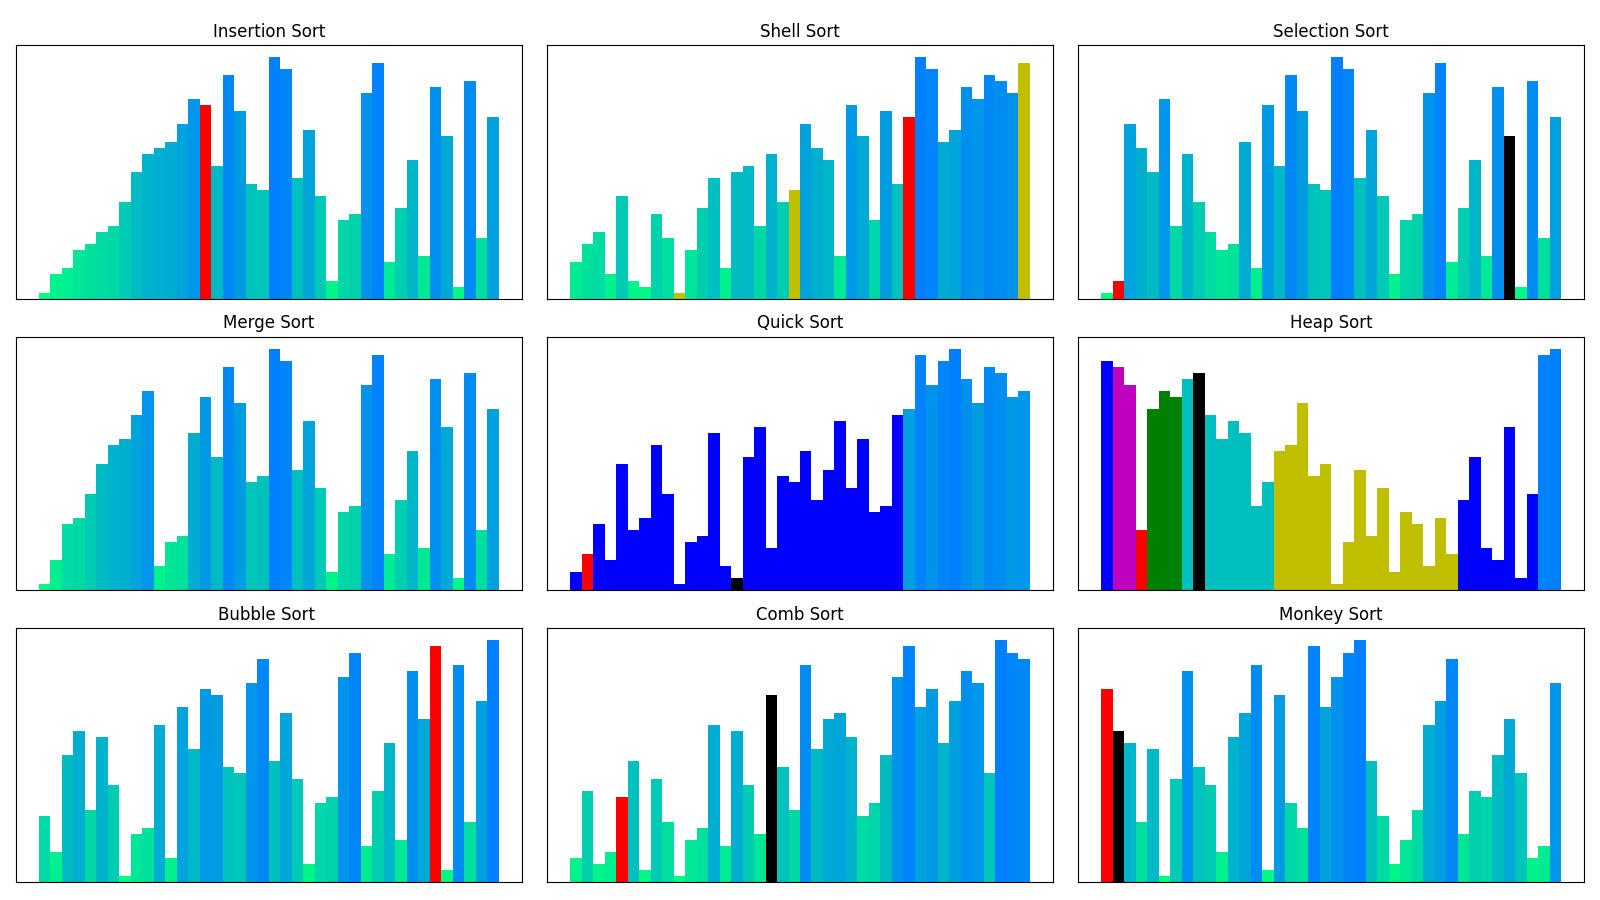 Insertion Sort
Shell Sort
Selection Sort
Merge Sort
Quick Sort
Heap Sort
Bubble Sort
Comb Sort
Monkey Sort